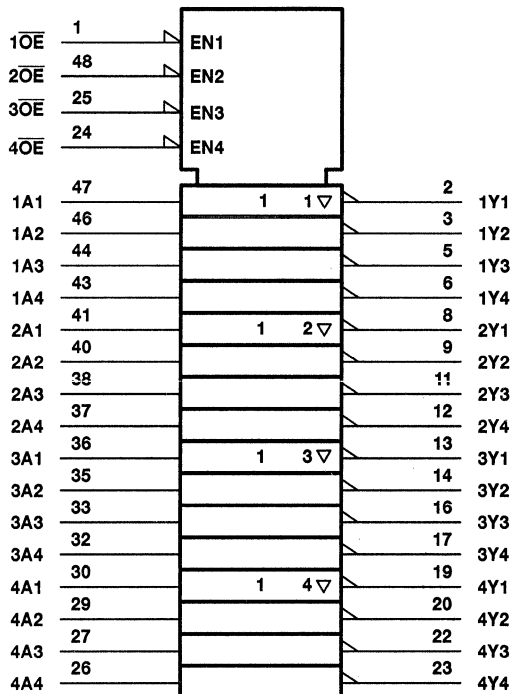 1O̅E̅ 1 EN1
2O̅E̅ 48 EN2
3O̅E̅ 25 EN3
4O̅E̅ 24 EN4
1A1 47 1 1 ▽ 2 1Y1
1A2 46 3 1Y2
1A3 44 5 1Y3
1A4 43 6 1Y4
2A1 41 1 2 ▽ 8 2Y1
2A2 40 9 2Y2
2A3 38 11 2Y3
2A4 37 12 2Y4
3A1 36 1 3 ▽ 13 3Y1
3A2 35 14 3Y2
3A3 33 16 3Y3
3A4 32 17 3Y4
4A1 30 1 4 ▽ 19 4Y1
4A2 29 20 4Y2
4A3 27 22 4Y3
4A4 26 23 4Y4